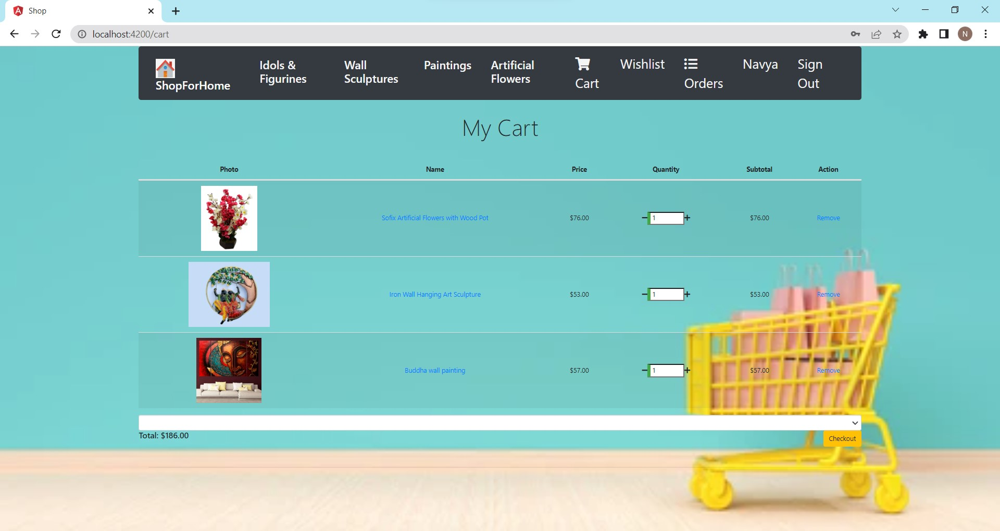 Shop
localhost:4200/cart
N
ShopForHome
Idols &
Figurines
Wall
Sculptures
Paintings
Artificial
Flowers
Cart
Wishlist
Orders
Navya
Sign
Out
My Cart
Photo Name Price Quantity Subtotal Action
Sofix Artificial Flowers with Wood Pot $76.00 1 $76.00 Remove
Iron Wall Hanging Art Sculpture $53.00 1 $53.00 Remove
Buddha wall painting $57.00 1 $57.00 Remove
Total: $186.00
Checkout